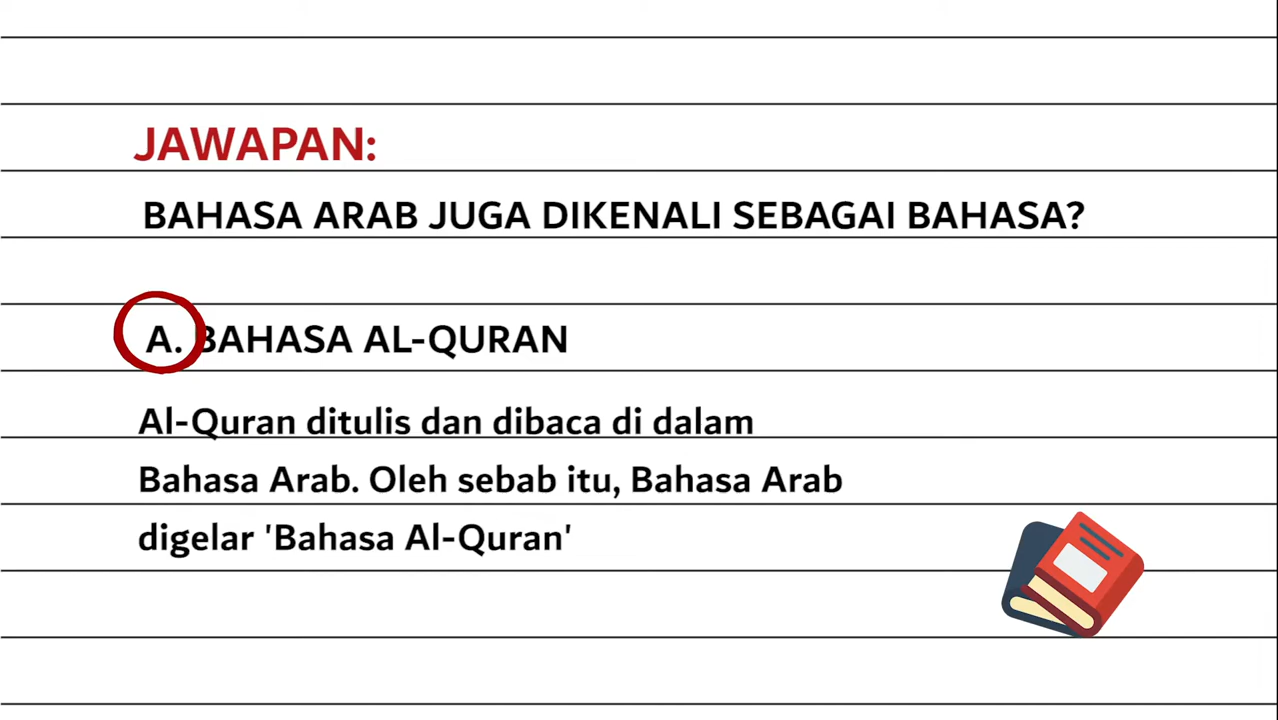 JAWAPAN:
BAHASA ARAB JUGA DIKENALI SEBAGAI BAHASA?
A. BAHASA AL-QURAN
Al-Quran ditulis dan dibaca di dalam
Bahasa Arab. Oleh sebab itu, Bahasa Arab
digelar 'Bahasa Al-Quran'